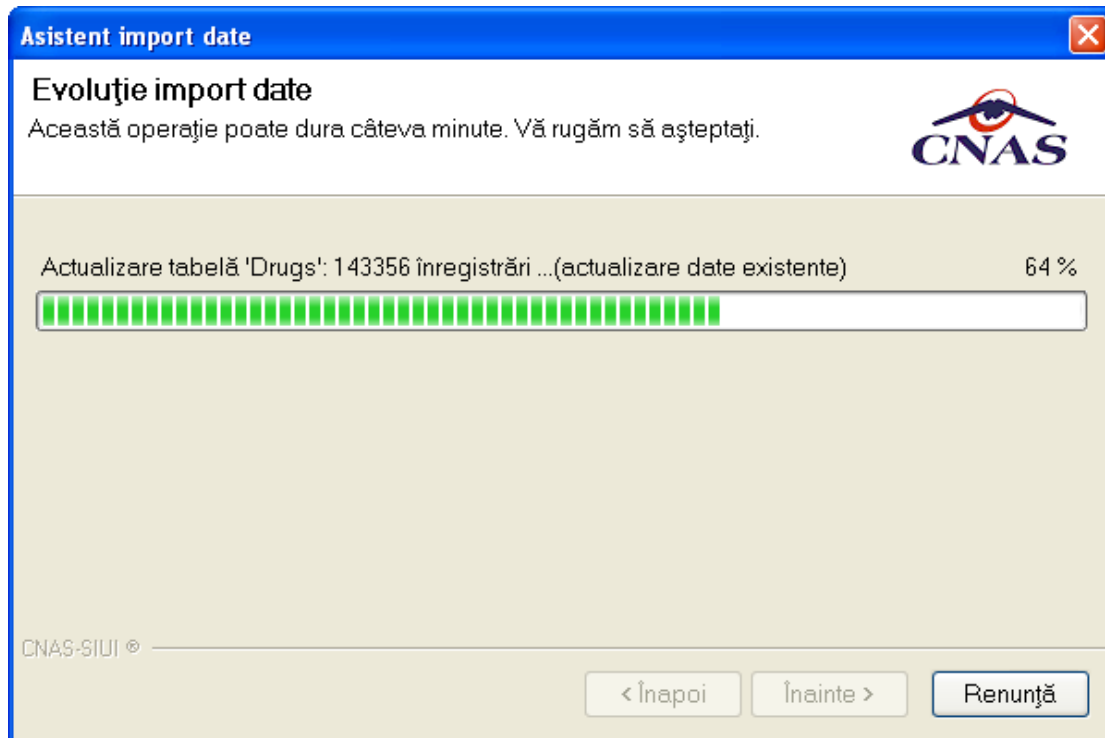 Asistent import date
Evoluţie import date
Această operaţie poate dura câteva minute. Vă rugăm să aşteptaţi.
CNAS
Actualizare tabelă 'Drugs': 143356 înregistrări ...(actualizare date existente) 64 %
CNAS-SIUI ®
< Înapoi Înainte > Renunţă